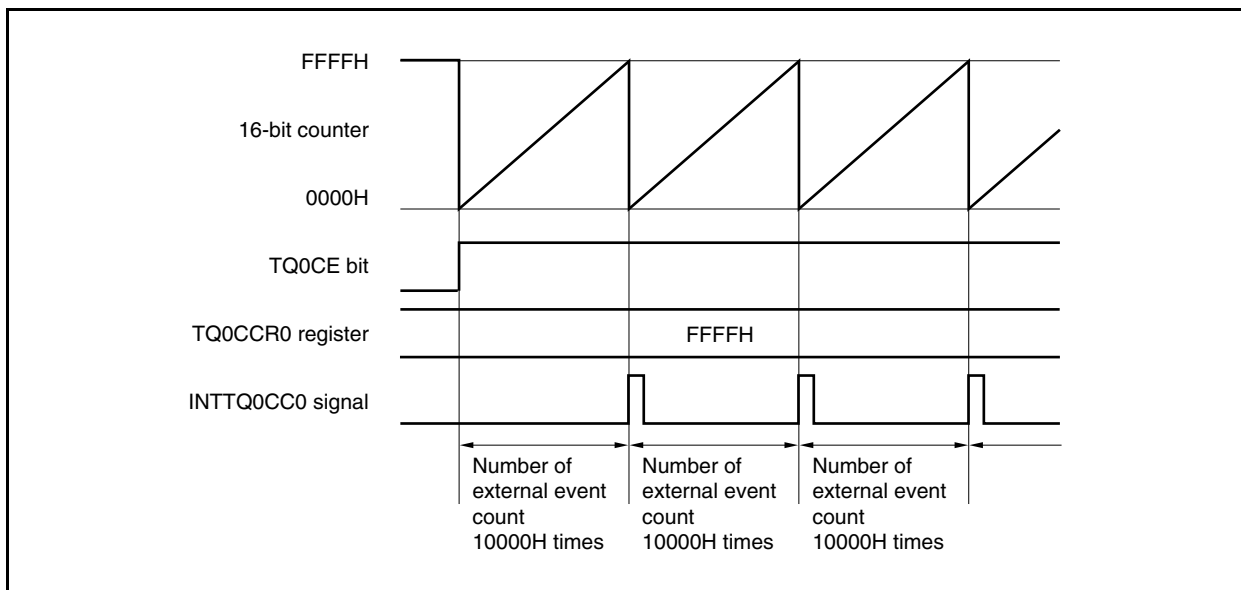 FFFFH
16-bit counter
0000H
TQ0CE bit
TQ0CCR0 register
FFFFH
INTTQ0CC0 signal
Number of
external event
count
10000H times
Number of
external event
count
10000H times
Number of
external event
count
10000H times